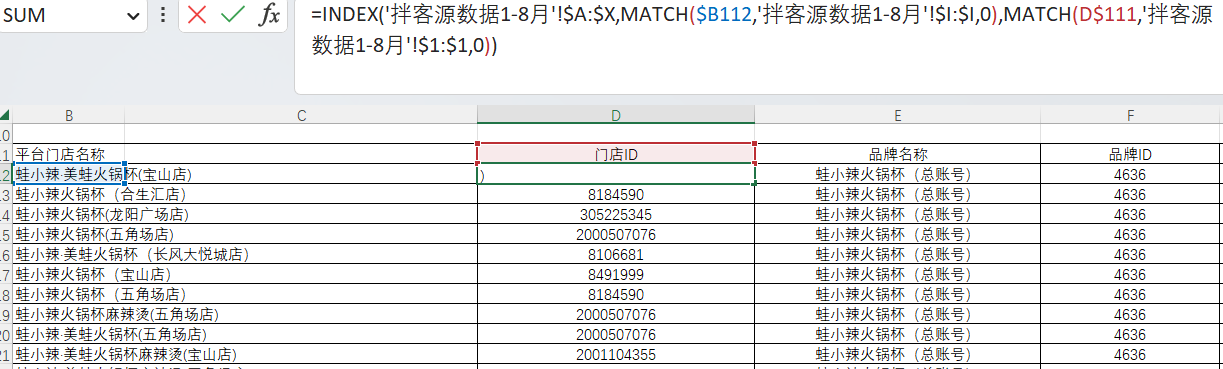 SUM
fx
=INDEX('拌客源数据1-8月'!$A:$X,MATCH($B112,'拌客源数据1-8月'!$I:$I,0),MATCH(D$111,'拌客源
数据1-8月'!$1:$1,0))
B C D E F
10
11 平台门店名称 门店ID 品牌名称 品牌ID
12 蛙小辣·美蛙火锅杯(宝山店) ) 蛙小辣火锅杯（总账号） 4636
13 蛙小辣火锅杯（合生汇店） 8184590 蛙小辣火锅杯（总账号） 4636
14 蛙小辣火锅杯(龙阳广场店) 305225345 蛙小辣火锅杯（总账号） 4636
15 蛙小辣火锅杯(五角场店) 2000507076 蛙小辣火锅杯（总账号） 4636
16 蛙小辣·美蛙火锅杯（长风大悦城店） 8106681 蛙小辣火锅杯（总账号） 4636
17 蛙小辣火锅杯（宝山店） 8491999 蛙小辣火锅杯（总账号） 4636
18 蛙小辣火锅杯（五角场店） 8184590 蛙小辣火锅杯（总账号） 4636
19 蛙小辣火锅杯麻辣烫(五角场店) 2000507076 蛙小辣火锅杯（总账号） 4636
20 蛙小辣·美蛙火锅杯(五角场店) 2000507076 蛙小辣火锅杯（总账号） 4636
21 蛙小辣·美蛙火锅杯麻辣烫(宝山店) 2001104355 蛙小辣火锅杯（总账号） 4636